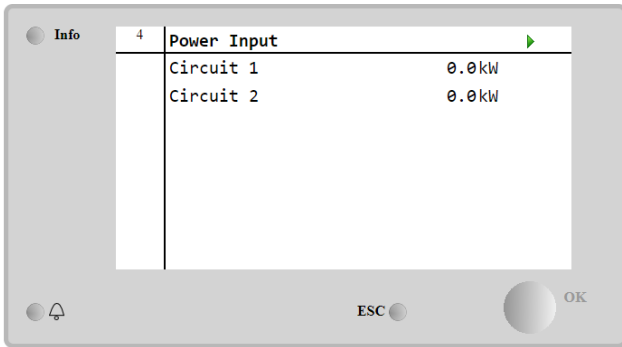 Info
4 Power Input
Circuit 1 0.0kW
Circuit 2 0.0kW
ESC
OK